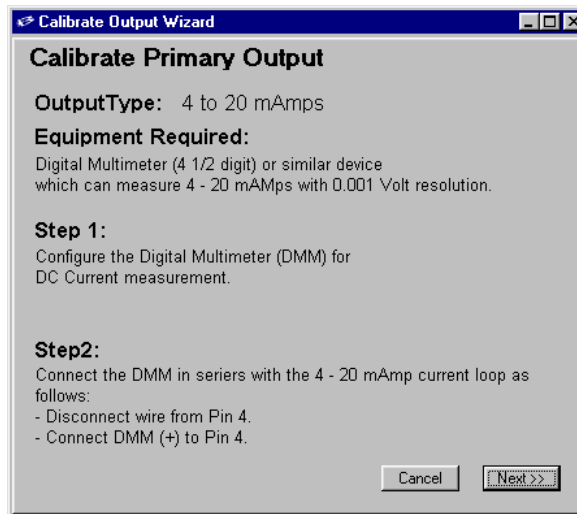 Calibrate Output Wizard
Calibrate Primary Output
OutputType: 4 to 20 mAmps
Equipment Required:
Digital Multimeter (4 1/2 digit) or similar device
which can measure 4 - 20 mAMps with 0.001 Volt resolution.
Step 1:
Configure the Digital Multimeter (DMM) for
DC Current measurement.
Step2:
Connect the DMM in seriers with the 4 - 20 mAmp current loop as
follows:
- Disconnect wire from Pin 4.
- Connect DMM (+) to Pin 4.
Cancel
Next>>